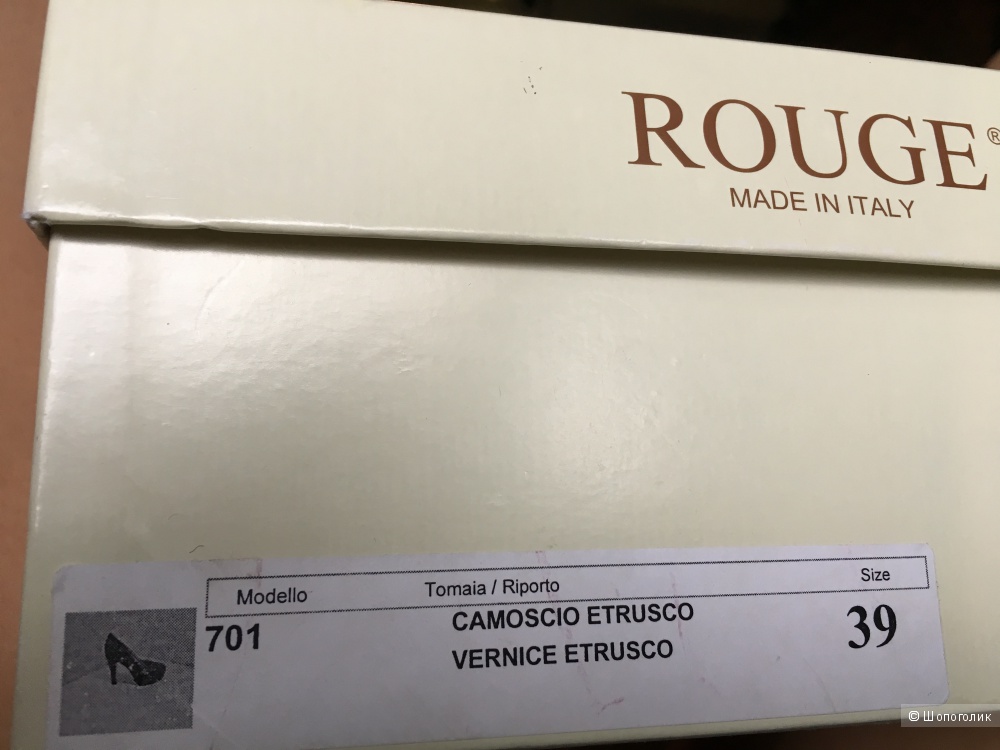 ROUGE®
MADE IN ITALY
Modello Tomaia / Riporto Size
701 CAMOSCIO ETRUSCO 39
VERNICE ETRUSCO
© Шопоголик